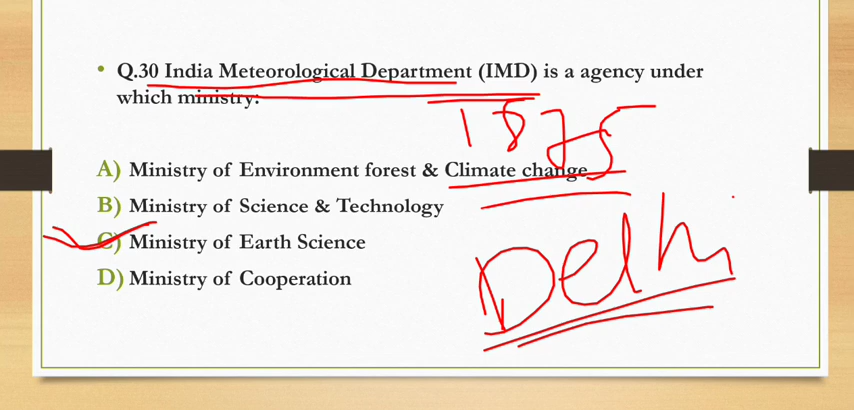 • Q.30 India Meteorological Department (IMD) is a agency under
which ministry:
1875
A) Ministry of Environment forest & Climate change
B) Ministry of Science & Technology
C) Ministry of Earth Science
D) Ministry of Cooperation
Delhi